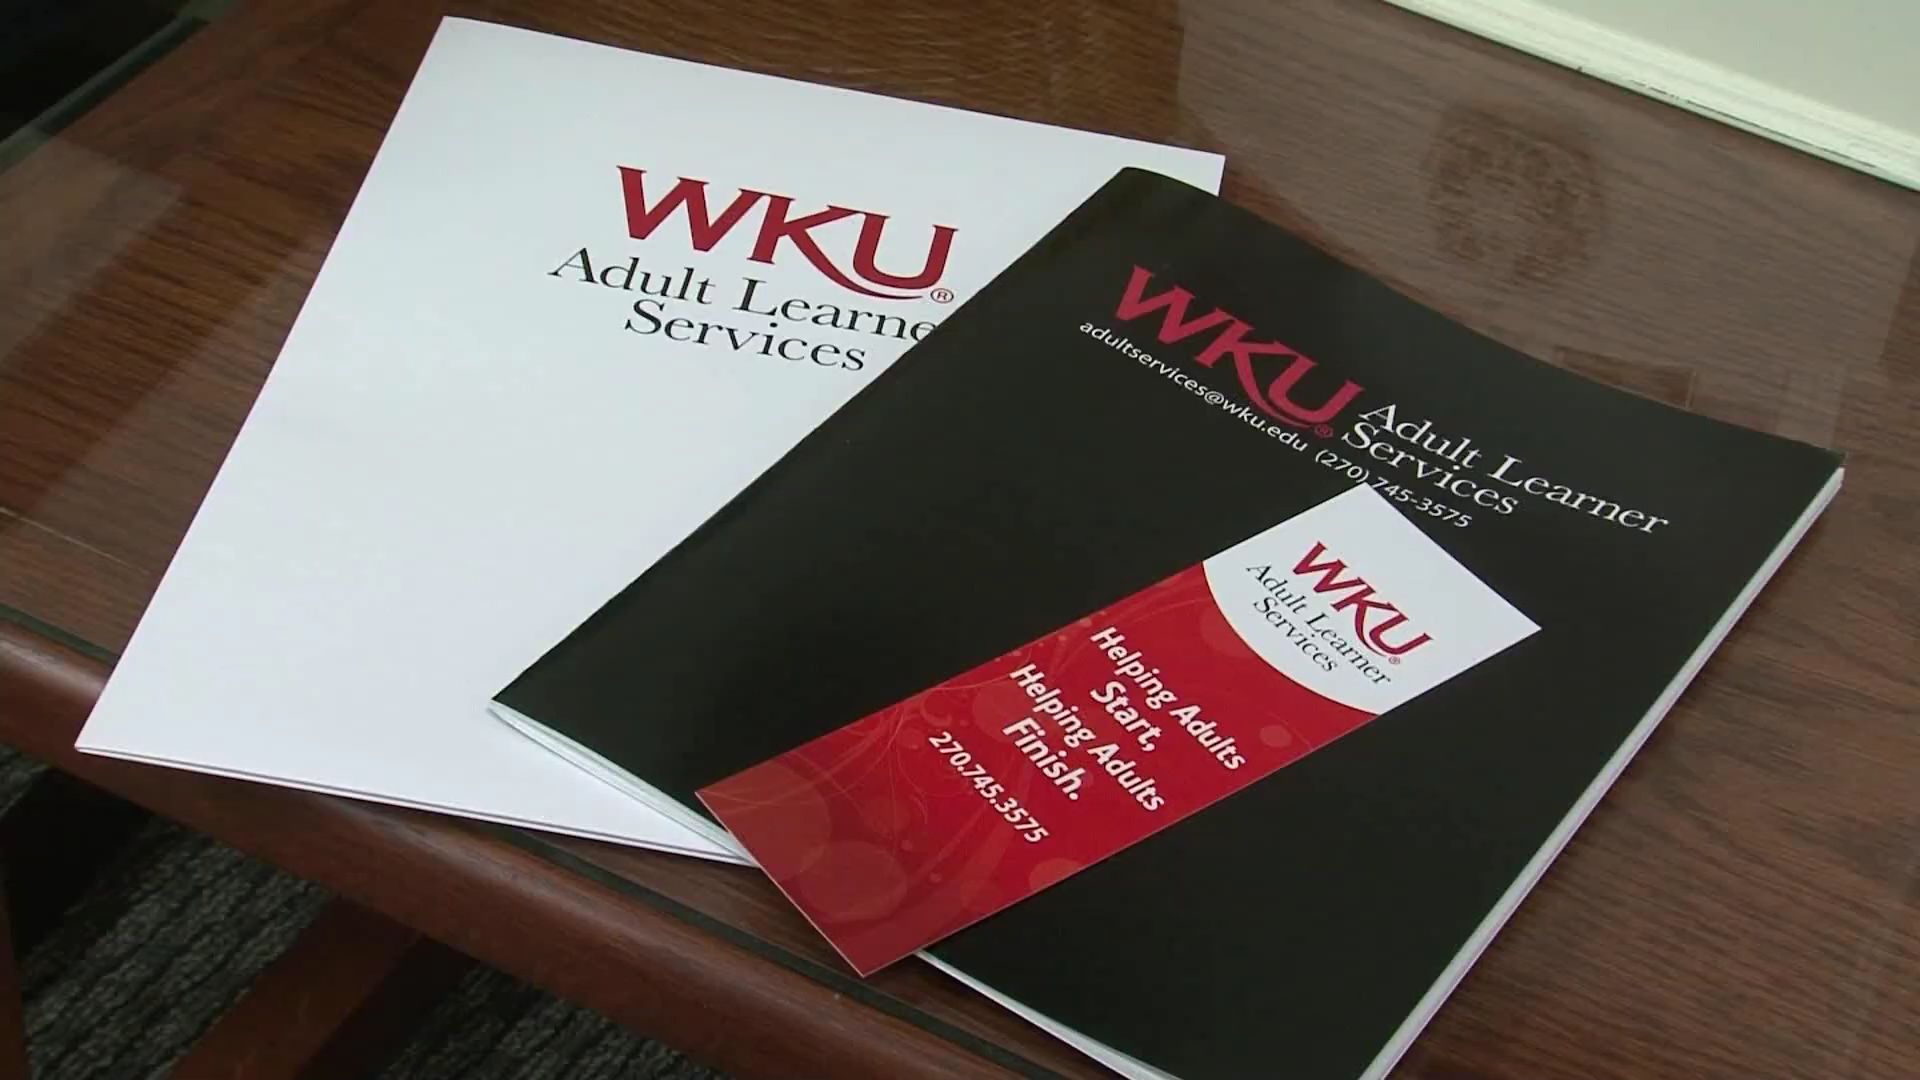 WKU®
Adult Learne
Services
WKU®
Adult Learner
Services
adultservices@wku.edu (270) 745-3575
WKU®
Adult Learner
Services
Helping Adults
Start,
Helping Adults
Finish.
270.745.3575